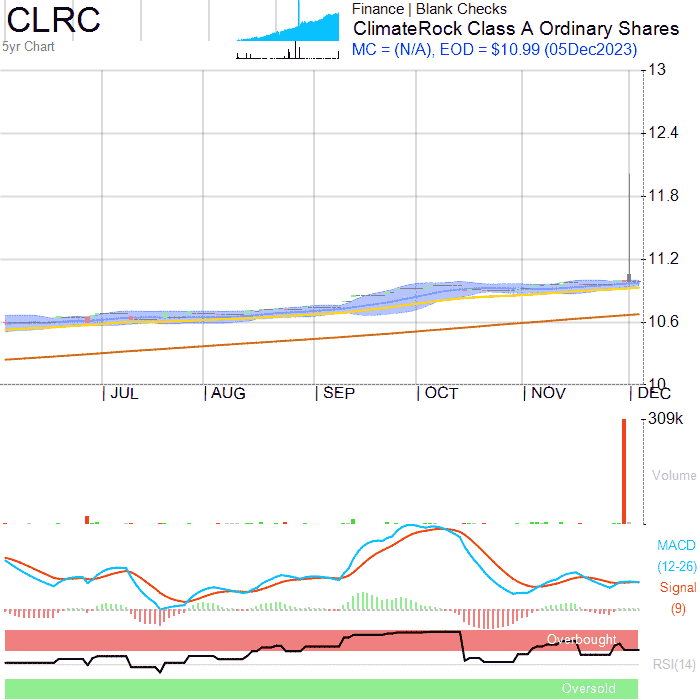 CLRC
5yr Chart
Finance | Blank Checks
ClimateRock Class A Ordinary Shares
MC = (N/A), EOD = $10.99 (05Dec2023)
13
12.4
11.8
11.2
10.6
10
JUL AUG SEP OCT NOV DEC
309k
Volume
MACD
(12-26)
Signal
(9)
Overbought
RSI(14)
Oversold